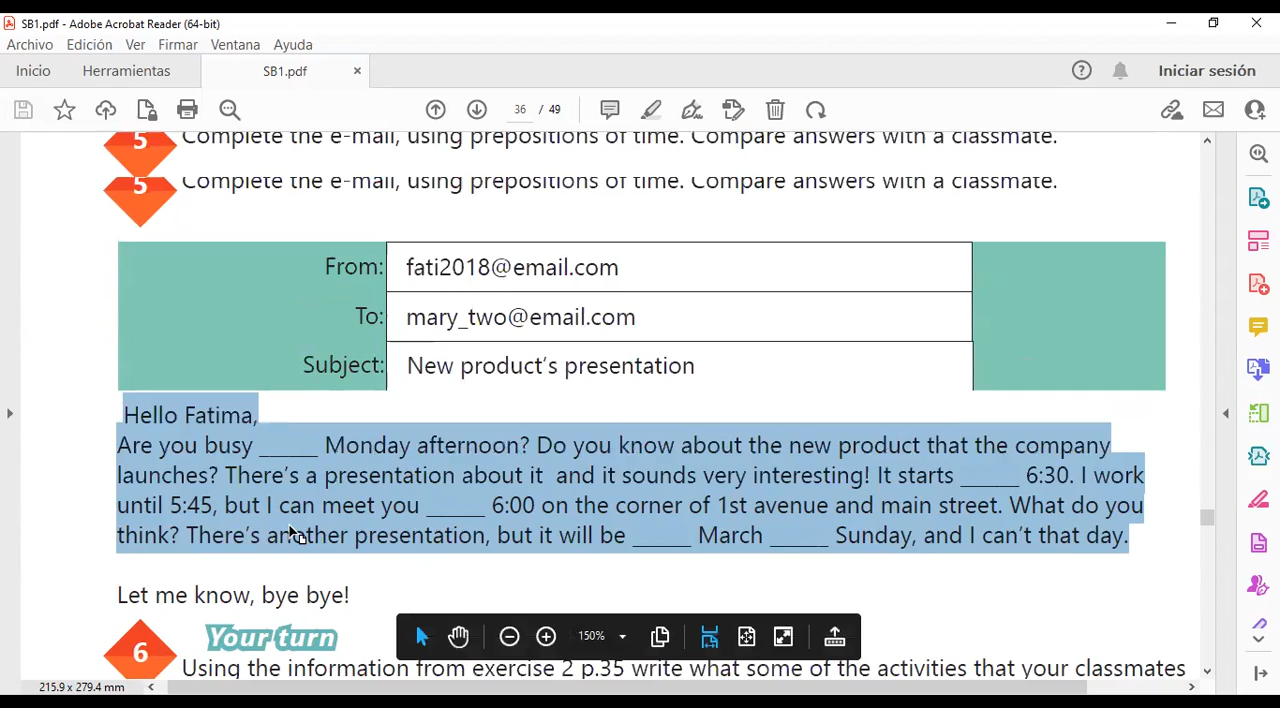 SB1.pdf - Adobe Acrobat Reader (64-bit)
Archivo Edición Ver Firmar Ventana Ayuda
Inicio Herramientas SB1.pdf × Iniciar sesión
36 / 49
5 Complete the e-mail, using prepositions of time. Compare answers with a classmate.
5 Complete the e-mail, using prepositions of time. Compare answers with a classmate.
From: fati2018@email.com
To: mary_two@email.com
Subject: New product's presentation
Hello Fatima,
Are you busy _____ Monday afternoon? Do you know about the new product that the company
launches? There's a presentation about it and it sounds very interesting! It starts _____ 6:30. I work
until 5:45, but I can meet you _____ 6:00 on the corner of 1st avenue and main street. What do you
think? There's another presentation, but it will be _____ March _____ Sunday, and I can't that day.
Let me know, bye bye!
Your turn
150%
6 Using the information from exercise 2 p.35 write what some of the activities that your classmates
215.9 x 279.4 mm